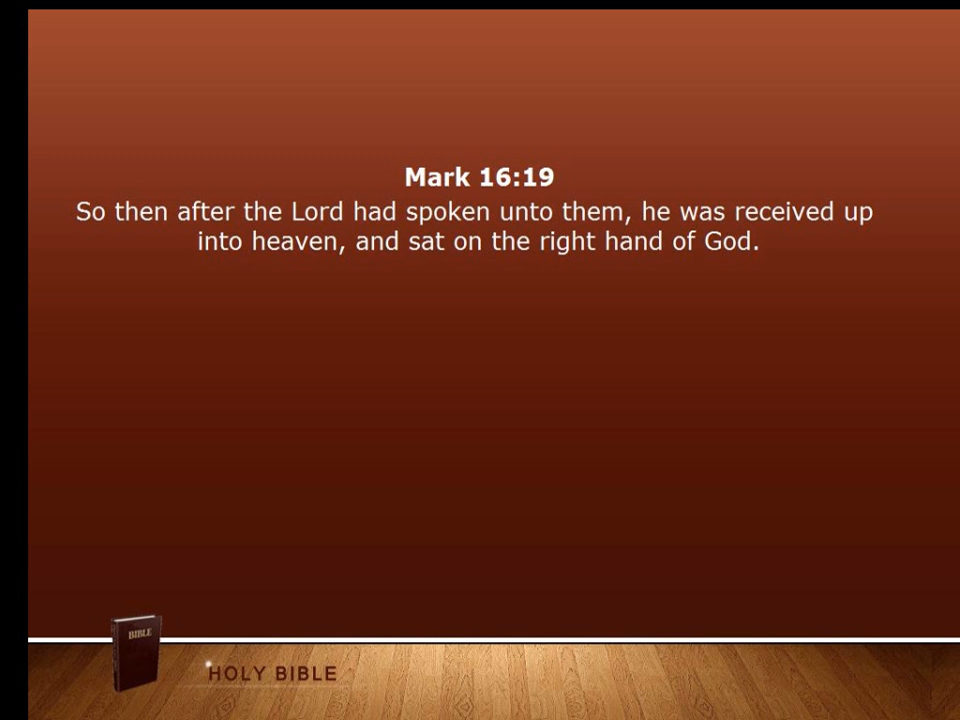 Mark 16:19
So then after the Lord had spoken unto them, he was received up
into heaven, and sat on the right hand of God.
BIBLE
HOLY BIBLE